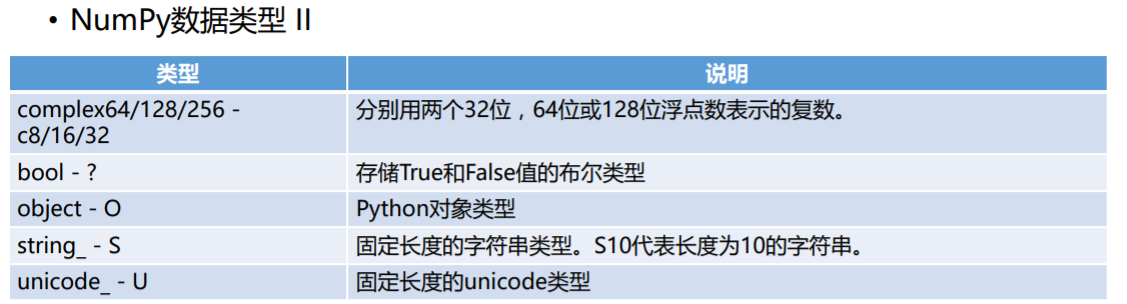 • NumPy数据类型 II
类型 说明
complex64/128/256 - 分别用两个32位，64位或128位浮点数表示的复数。
c8/16/32
bool - ? 存储True和False值的布尔类型
object - O Python对象类型
string_ - S 固定长度的字符串类型。S10代表长度为10的字符串。
unicode_ - U 固定长度的unicode类型